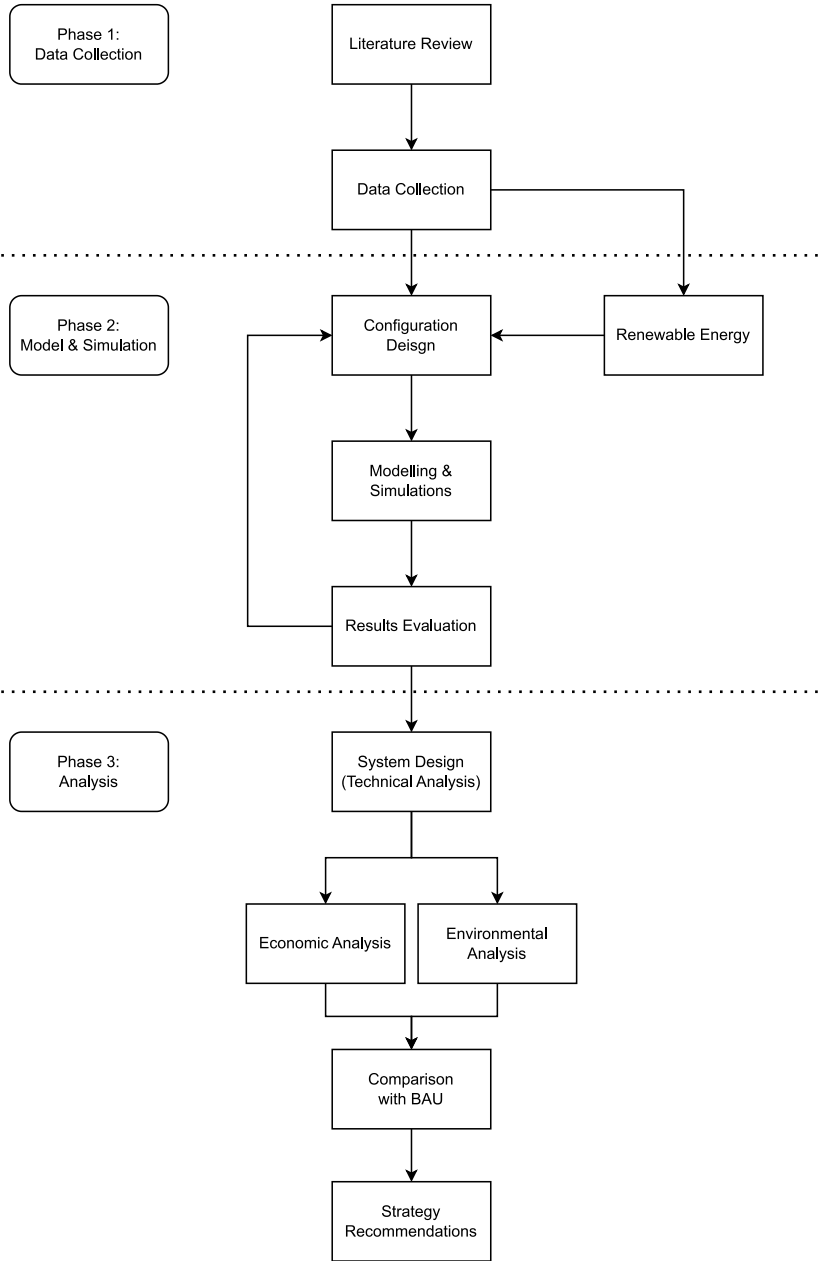 Phase 1:
Data Collection
Literature Review
Data Collection
Phase 2:
Model & Simulation
Configuration
Deisgn
Renewable Energy
Modelling &
Simulations
Results Evaluation
Phase 3:
Analysis
System Design
(Technical Analysis)
Economic Analysis
Environmental
Analysis
Comparison
with BAU
Strategy
Recommendations